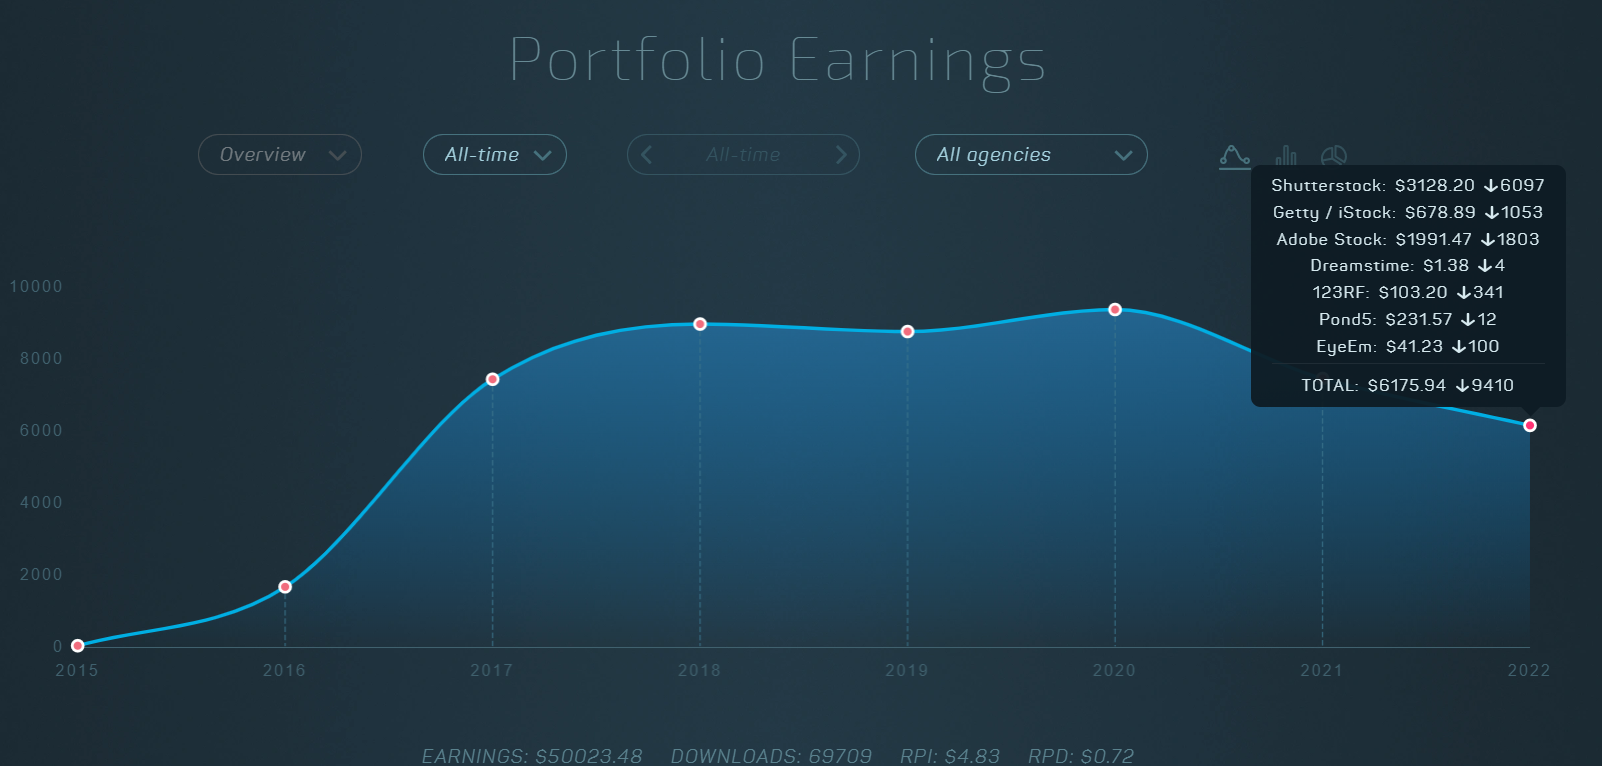 Portfolio Earnings
Overview All-time All-time All agencies
Shutterstock: $3128.20 ↓6097
Getty / iStock: $678.89 ↓1053
Adobe Stock: $1991.47 ↓1803
Dreamstime: $1.38 ↓4
123RF: $103.20 ↓341
Pond5: $231.57 ↓12
EyeEm: $41.23 ↓100
TOTAL: $6175.94 ↓9410
10000
8000
6000
4000
2000
0
2015 2016 2017 2018 2019 2020 2021 2022
EARNINGS: $50023.48 DOWNLOADS: 69709 RPI: $4.83 RPD: $0.72